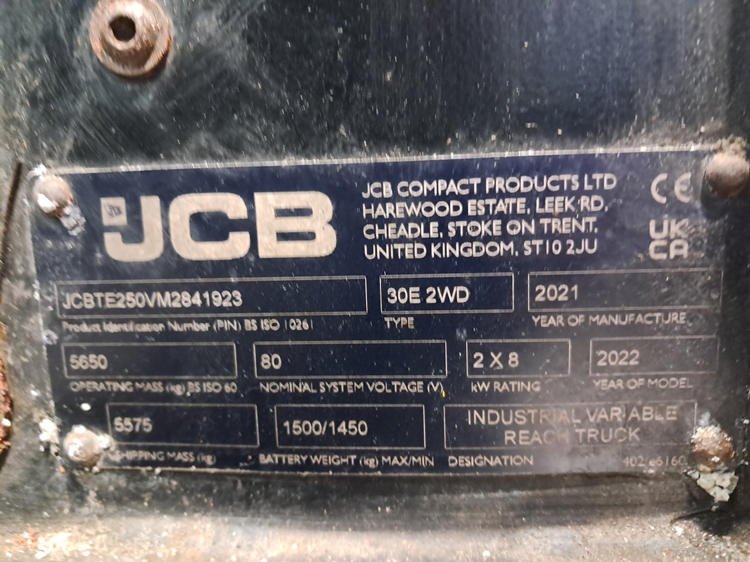 JCB
JCB COMPACT PRODUCTS LTD
HAREWOOD ESTATE, LEEK RD,
CHEADLE, STOKE ON TRENT,
UNITED KINGDOM, ST10 2JU
CE
UK
CA
JCBTE250VM2841923
Product Identification Number (PIN) BS ISO 10261
30E 2WD
TYPE
2021
YEAR OF MANUFACTURE
5650
OPERATING MASS (kg) BS ISO 60
80
NOMINAL SYSTEM VOLTAGE (V)
2 X 8
kW RATING
2022
YEAR OF MODEL
5575
SHIPPING MASS (kg)
1500/1450
BATTERY WEIGHT (kg) MAX/MIN
INDUSTRIAL VARIABLE
REACH TRUCK
DESIGNATION